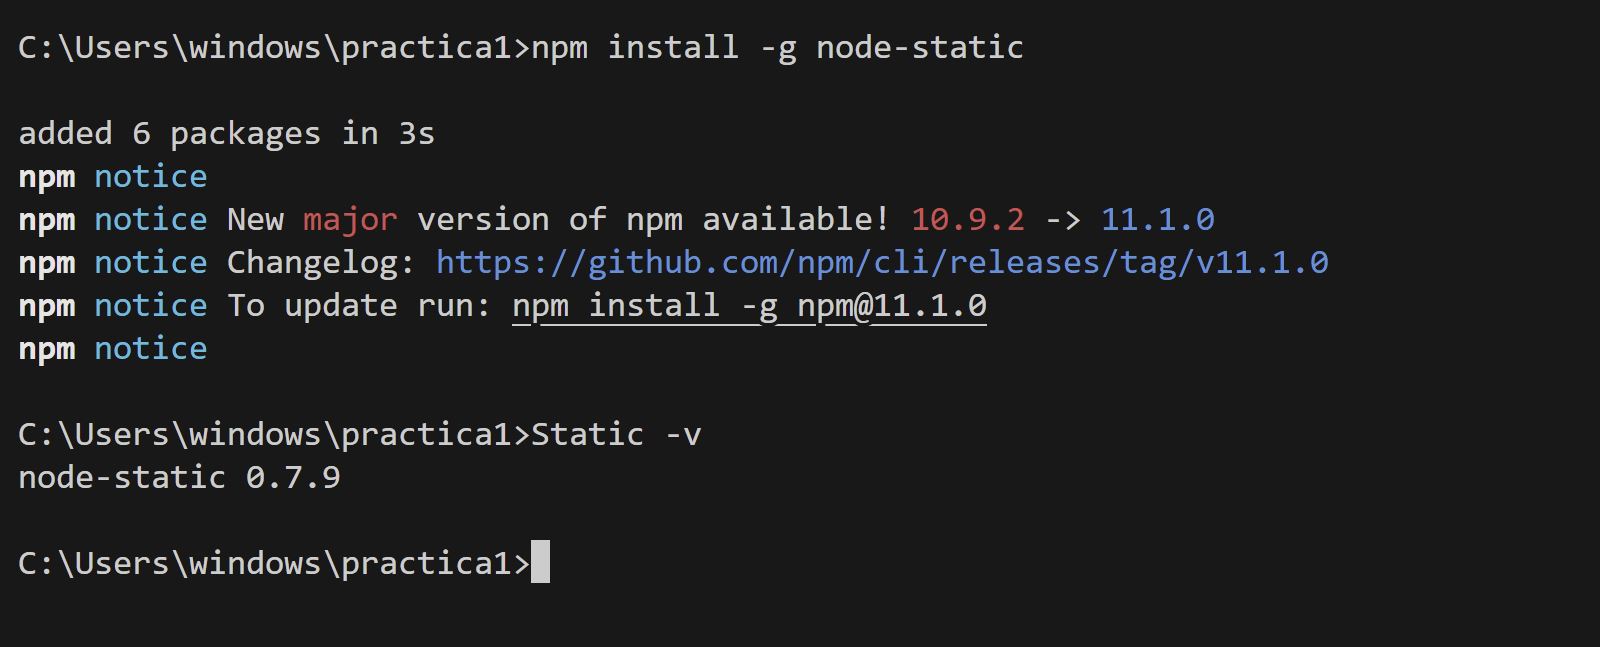 C:\Users\windows\practica1>npm install -g node-static
added 6 packages in 3s
npm notice
npm notice New major version of npm available! 10.9.2 -> 11.1.0
npm notice Changelog: https://github.com/npm/cli/releases/tag/v11.1.0
npm notice To update run: npm install -g npm@11.1.0
npm notice
C:\Users\windows\practica1>Static -v
node-static 0.7.9
C:\Users\windows\practica1>